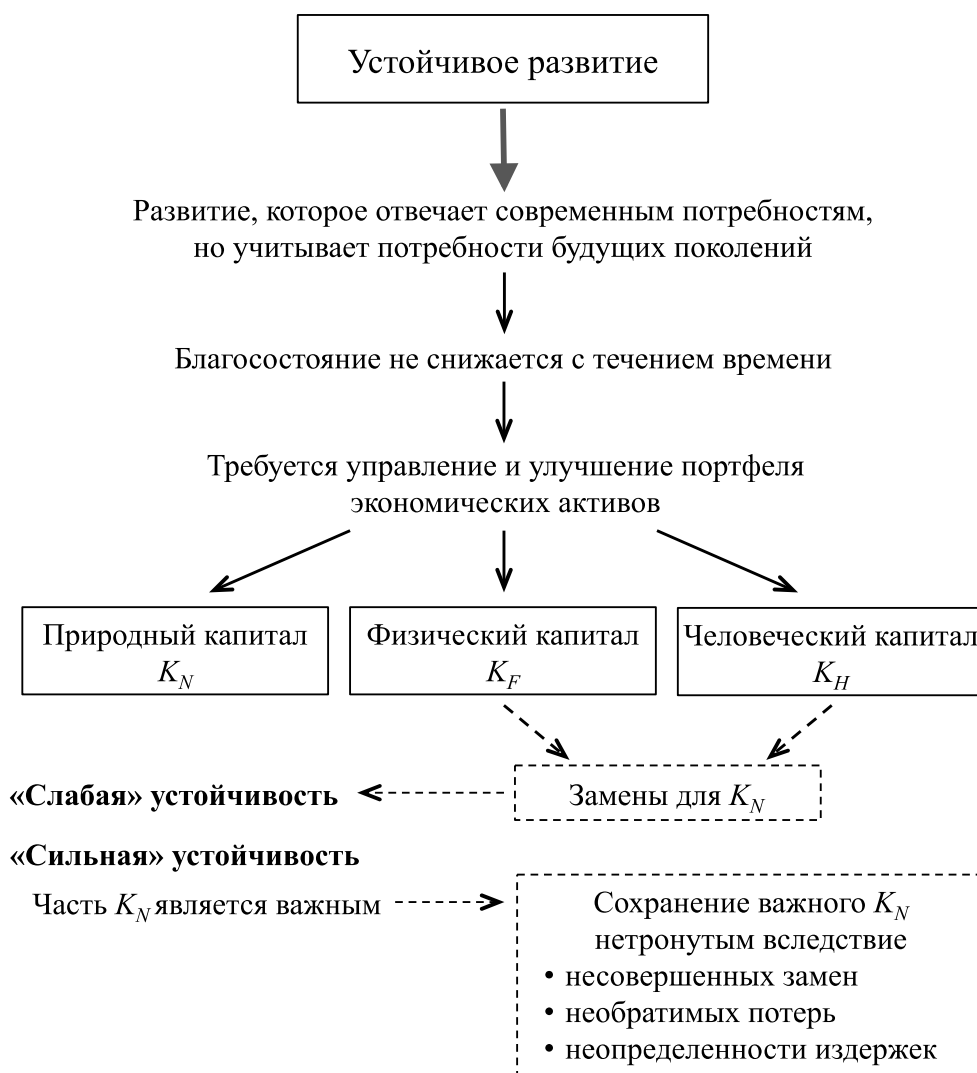 Устойчивое развитие
Развитие, которое отвечает современным потребностям,
но учитывает потребности будущих поколений
Благосостояние не снижается с течением времени
Требуется управление и улучшение портфеля
экономических активов
Природный капитал
K_N
Физический капитал
K_F
Человеческий капитал
K_H
«Слабая» устойчивость
Замены для K_N
«Сильная» устойчивость
Часть K_N является важным
Сохранение важного K_N
нетронутым вследствие
• несовершенных замен
• необратимых потерь
• неопределенности издержек